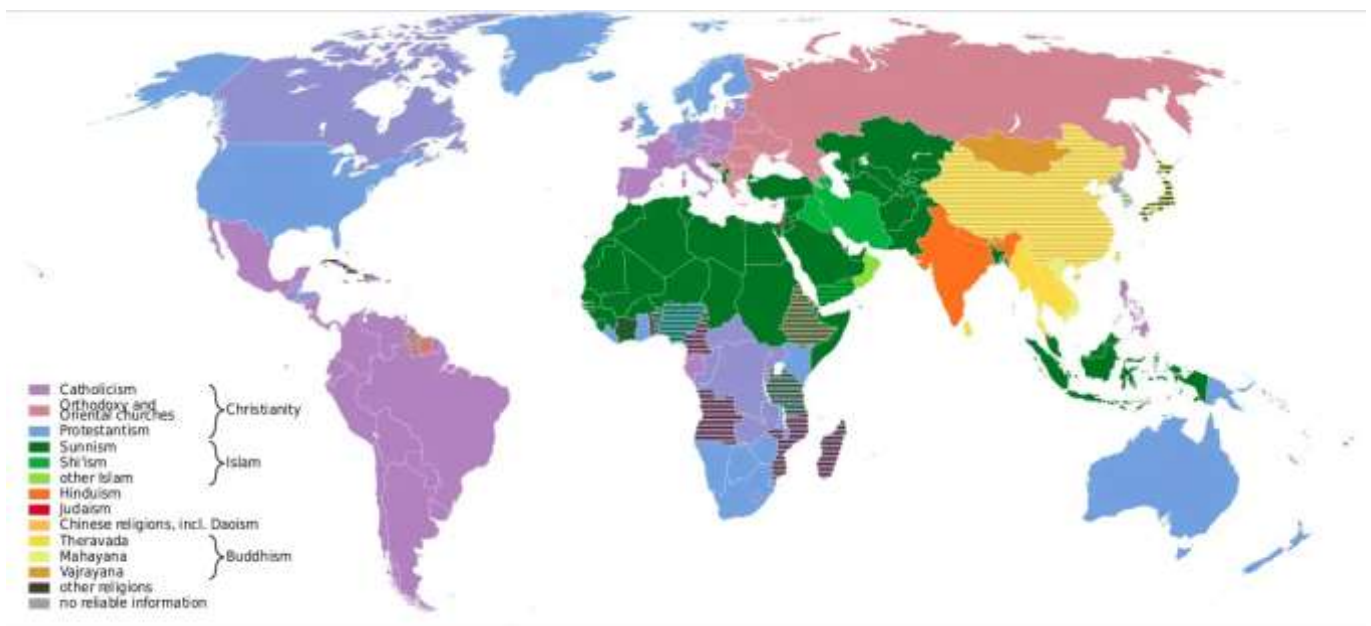 Catholicism
Orthodoxy and
Oriental churches
Protestantism
Christianity
Sunnism
Shi'ism
other Islam
Islam
Hinduism
Judaism
Chinese religions, incl. Daoism
Theravada
Mahayana
Vajrayana
Buddhism
other religions
no reliable information